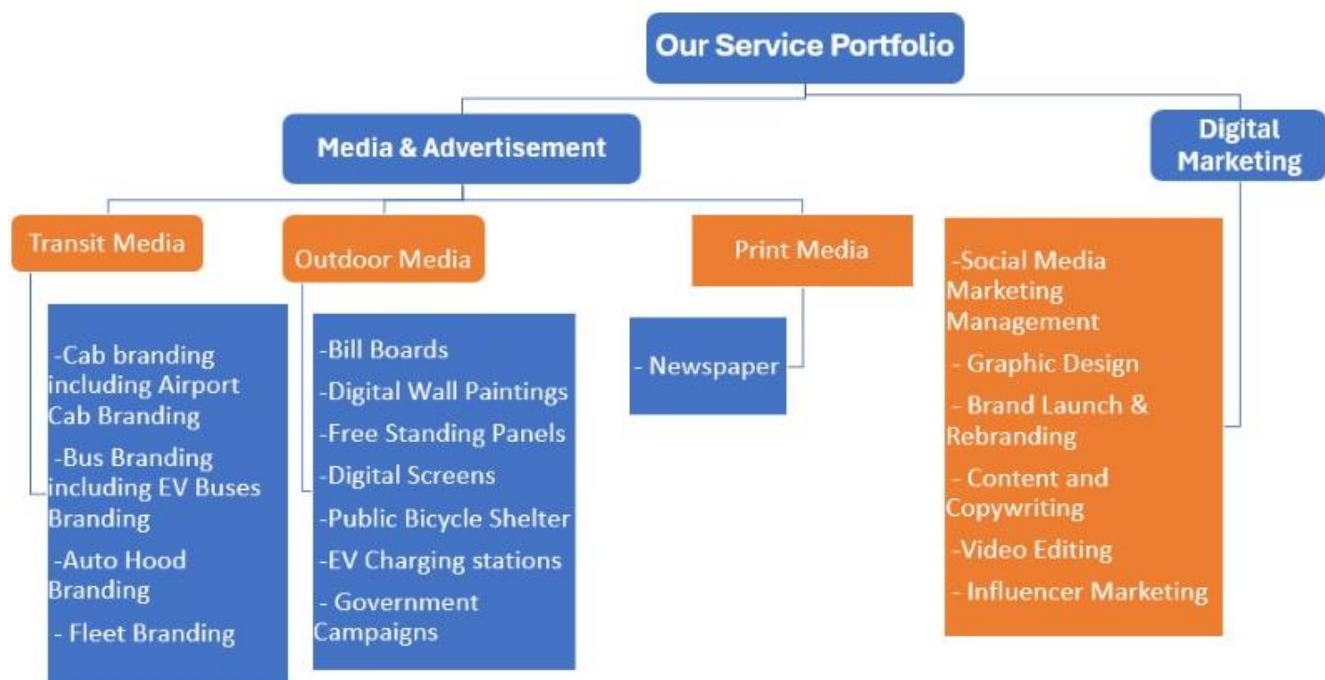 Our Service Portfolio
Media & Advertisement
Digital
Marketing
Transit Media
Outdoor Media
Print Media
-Cab branding
including Airport
Cab Branding
-Bus Branding
including EV Buses
Branding
-Auto Hood
Branding
- Fleet Branding
-Bill Boards
-Digital Wall Paintings
-Free Standing Panels
-Digital Screens
-Public Bicycle Shelter
-EV Charging stations
- Government
Campaigns
- Newspaper
-Social Media
Marketing
Management
- Graphic Design
- Brand Launch &
Rebranding
- Content and
Copywriting
-Video Editing
- Influencer Marketing